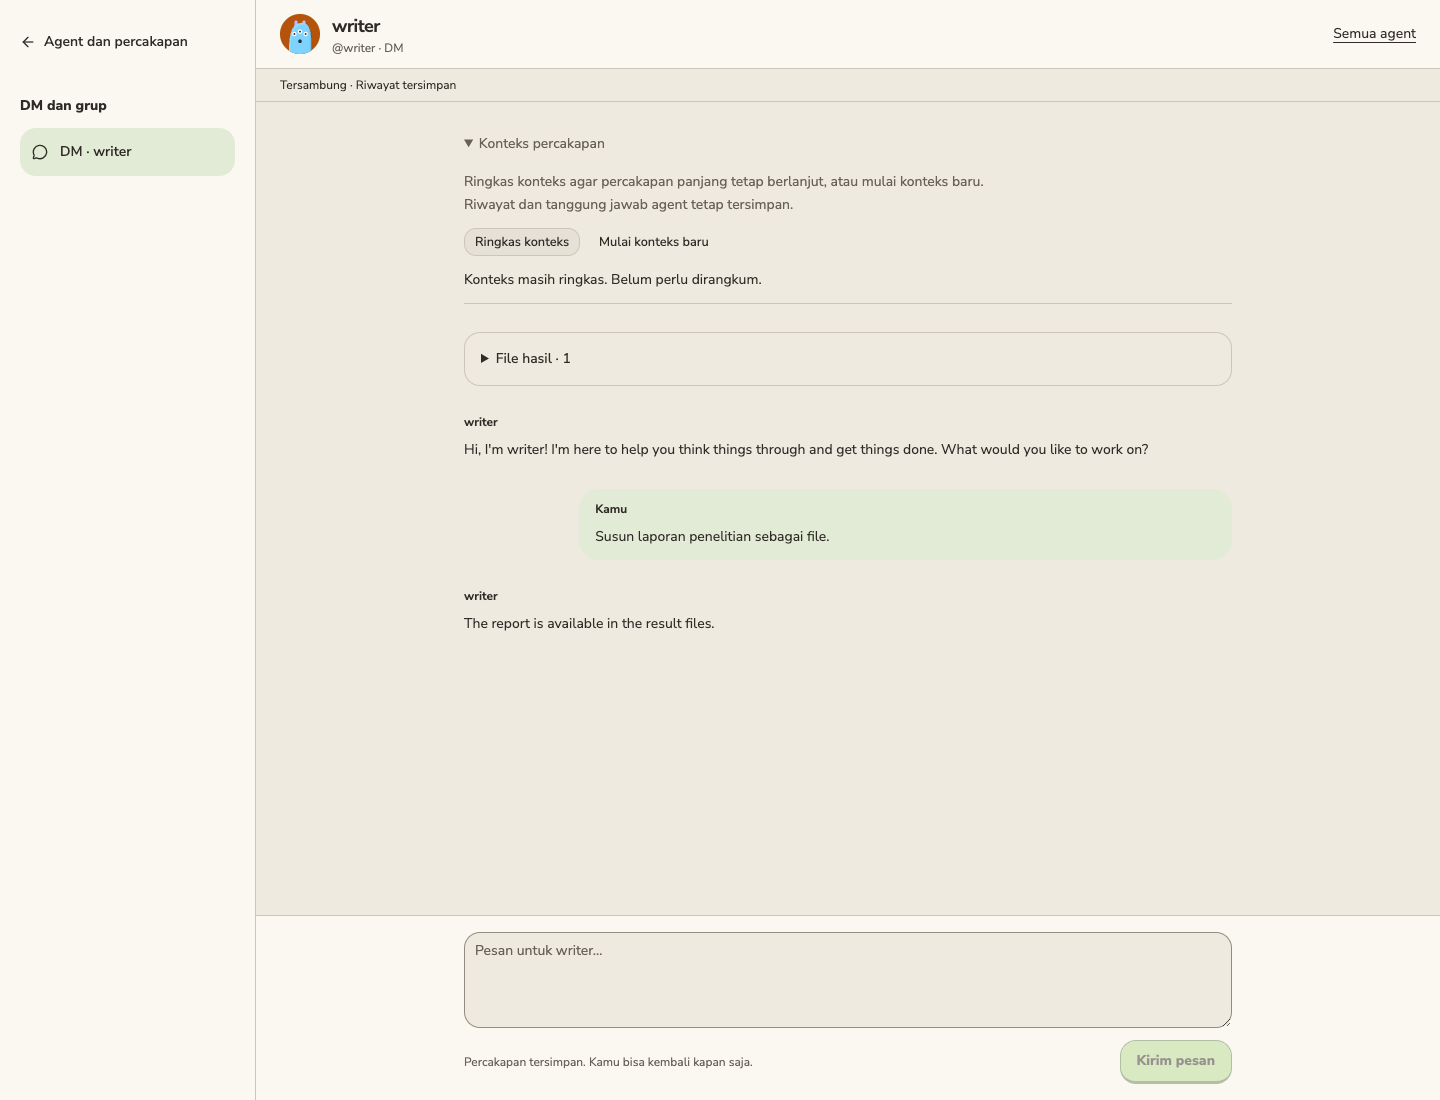 Agent dan percakapan
DM dan grup
DM · writer
writer
@writer · DM
Semua agent
Tersambung · Riwayat tersimpan
Konteks percakapan
Ringkas konteks agar percakapan panjang tetap berlanjut, atau mulai konteks baru.
Riwayat dan tanggung jawab agent tetap tersimpan.
Ringkas konteks
Mulai konteks baru
Konteks masih ringkas. Belum perlu dirangkum.
File hasil · 1
writer
Hi, I'm writer! I'm here to help you think things through and get things done. What would you like to work on?
Kamu
Susun laporan penelitian sebagai file.
writer
The report is available in the result files.
Pesan untuk writer...
Percakapan tersimpan. Kamu bisa kembali kapan saja.
Kirim pesan